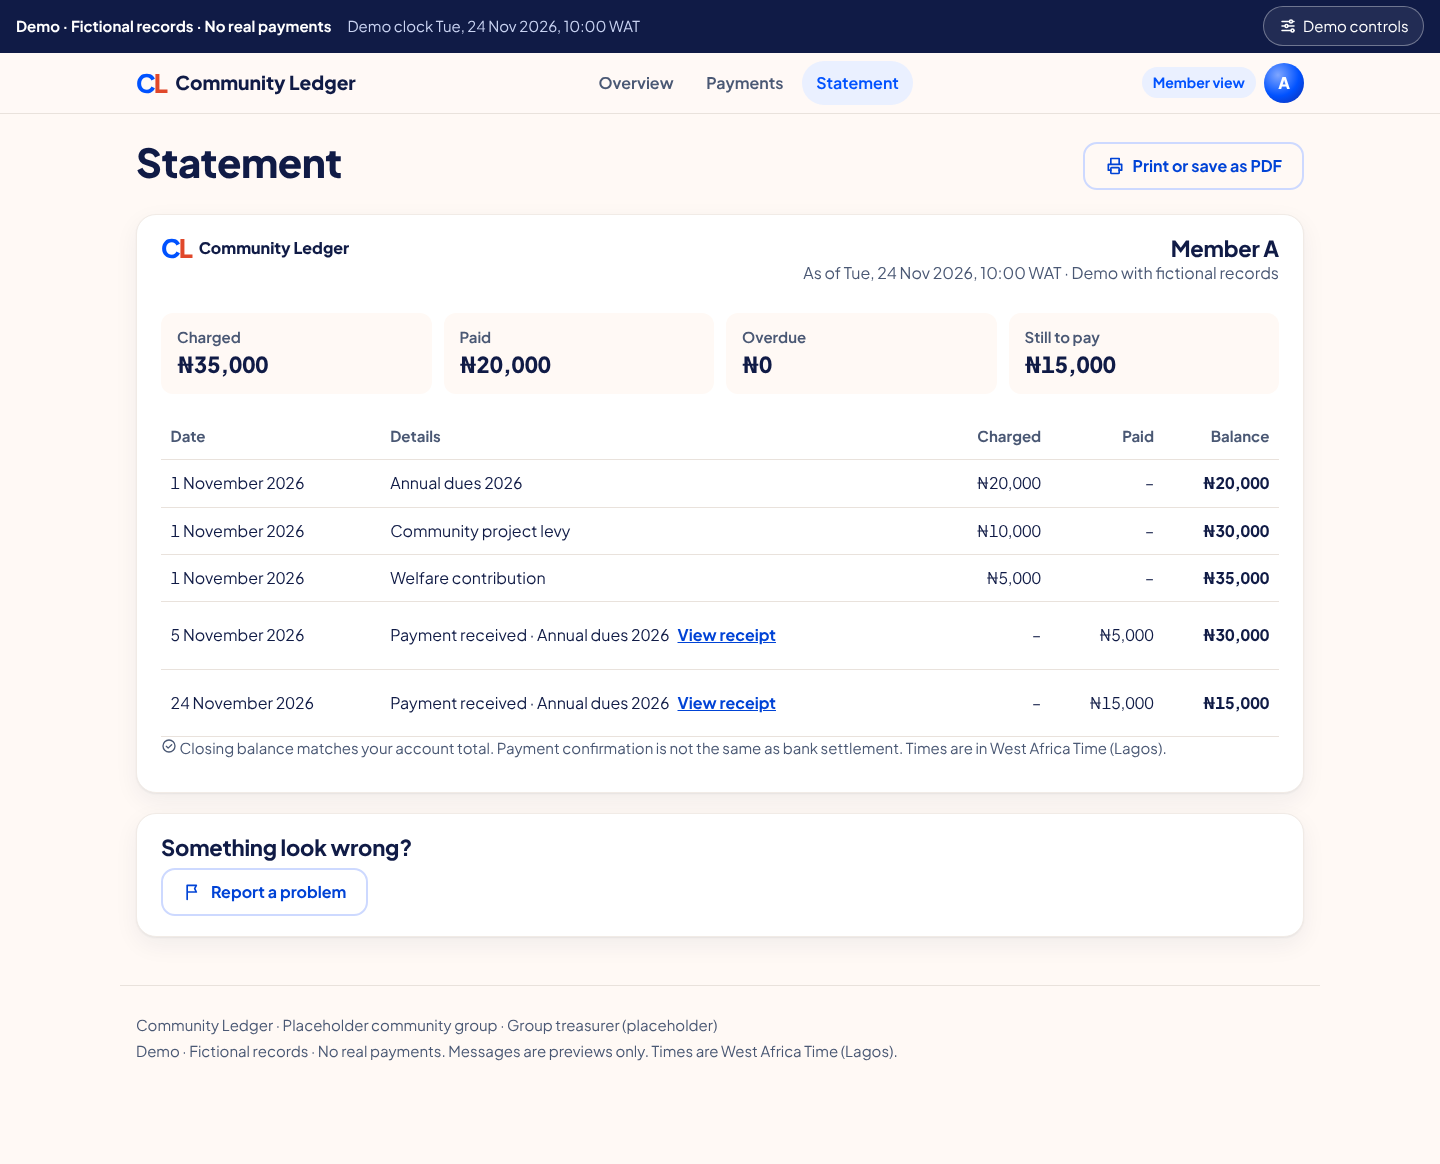 Demo · Fictional records · No real payments Demo clock Tue, 24 Nov 2026, 10:00 WAT Demo controls
CL Community Ledger Overview Payments Statement Member view A
Statement Print or save as PDF
CL Community Ledger Member A
As of Tue, 24 Nov 2026, 10:00 WAT · Demo with fictional records
Charged Paid Overdue Still to pay
₦35,000 ₦20,000 ₦0 ₦15,000
Date Details Charged Paid Balance
1 November 2026 Annual dues 2026 ₦20,000 – ₦20,000
1 November 2026 Community project levy ₦10,000 – ₦30,000
1 November 2026 Welfare contribution ₦5,000 – ₦35,000
5 November 2026 Payment received · Annual dues 2026 View receipt – ₦5,000 ₦30,000
24 November 2026 Payment received · Annual dues 2026 View receipt – ₦15,000 ₦15,000
Closing balance matches your account total. Payment confirmation is not the same as bank settlement. Times are in West Africa Time (Lagos).
Something look wrong?
Report a problem
Community Ledger · Placeholder community group · Group treasurer (placeholder)
Demo · Fictional records · No real payments. Messages are previews only. Times are West Africa Time (Lagos).